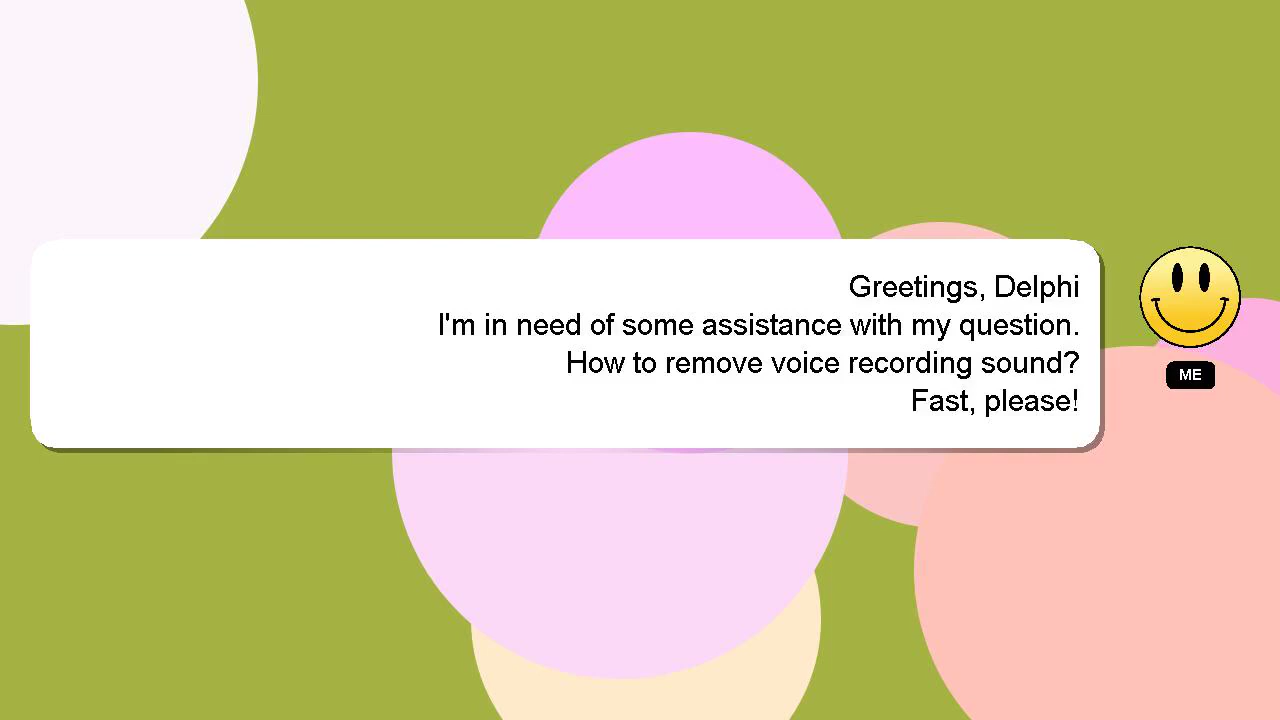 Greetings, Delphi
I'm in need of some assistance with my question.
How to remove voice recording sound?
Fast, please!
ME